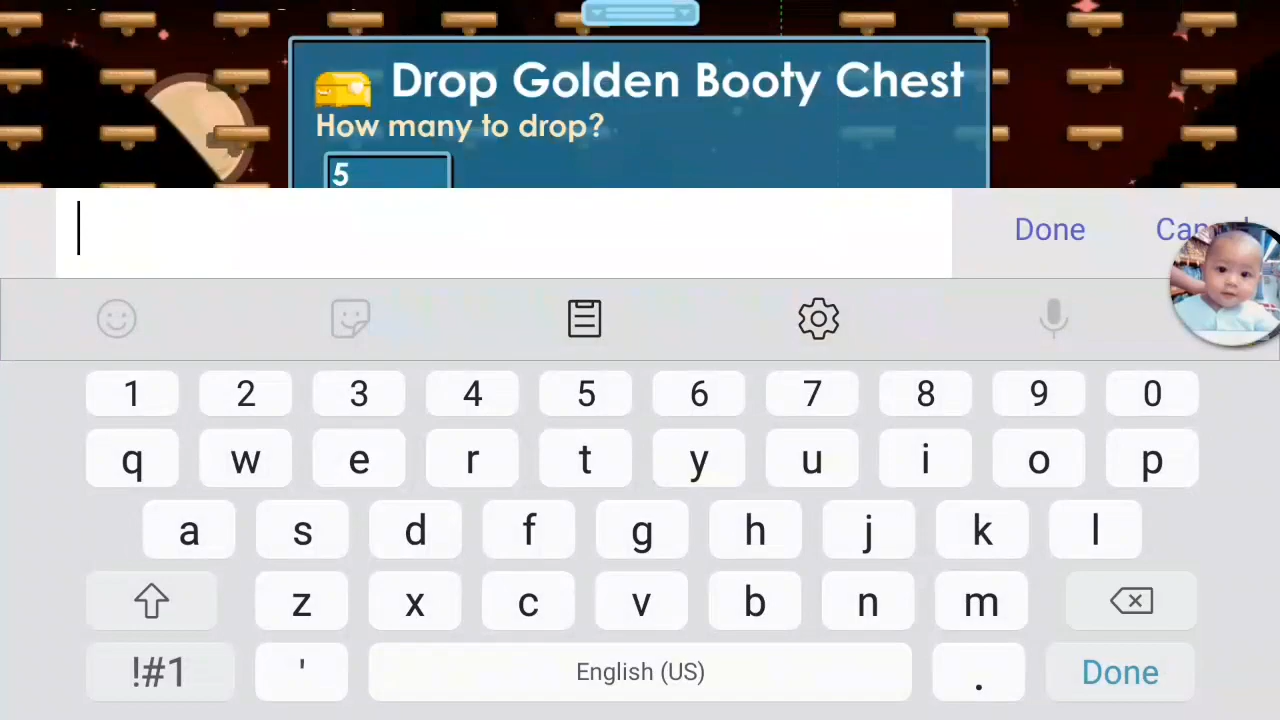 Drop Golden Booty Chest
How many to drop?
5
Done
1 2 3 4 5 6 7 8 9 0
q w e r t y u i o p
a s d f g h j k l
z x c v b n m
!#1 ' English (US) . Done